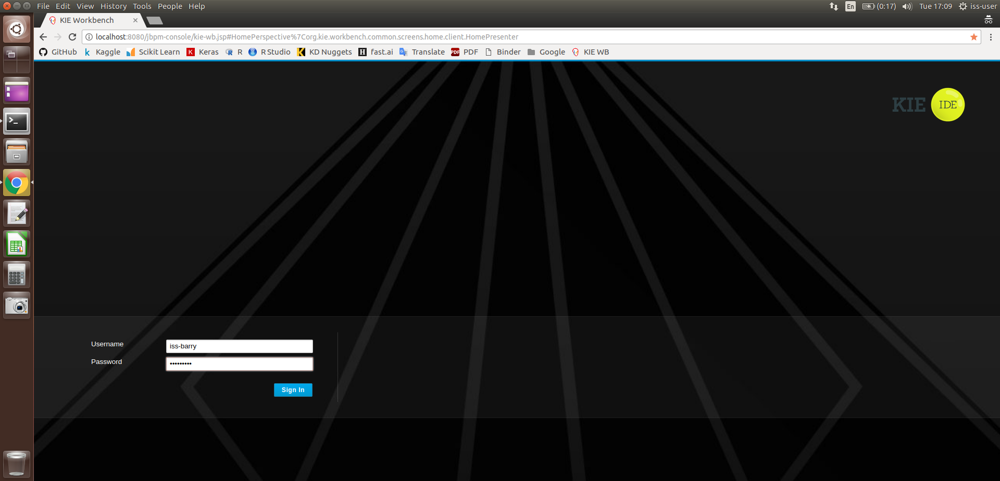 File Edit View History Tools People Help
En (0:17) Tue 17:09 iss-user
KIE Workbench
localhost:8080/jbpm-console/kie-wb.jsp#HomePerspective%7Corg.kie.workbench.common.screens.home.client.HomePresenter
GitHub k Kaggle Scikit Learn K Keras R R R Studio K KD Nuggets H fast.ai Translate PDF PDF Binder Google KIE WB
KIE IDE
Username iss-barry
Password •••••••••
Sign In